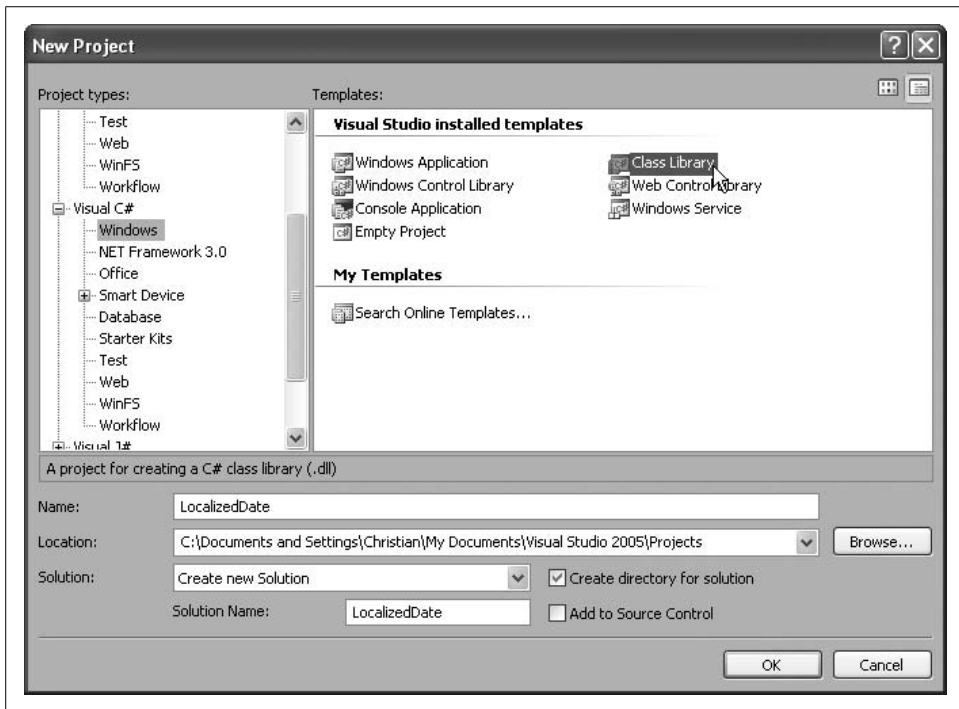 New Project
Project types:
Templates:
Test
Web
WinFS
Workflow
Visual C#
Windows
NET Framework 3.0
Office
Smart Device
Database
Starter Kits
Test
Web
WinFS
Workflow
Visual J#
Visual Studio installed templates
Windows Application
Class Library
Windows Control Library
Web Control Library
Console Application
Windows Service
Empty Project
My Templates
Search Online Templates...
A project for creating a C# class library (.dll)
Name:
LocalizedDate
Location:
C:\Documents and Settings\Christian\My Documents\Visual Studio 2005\Projects
Browse...
Solution:
Create new Solution
Create directory for solution
Solution Name:
LocalizedDate
Add to Source Control
OK
Cancel